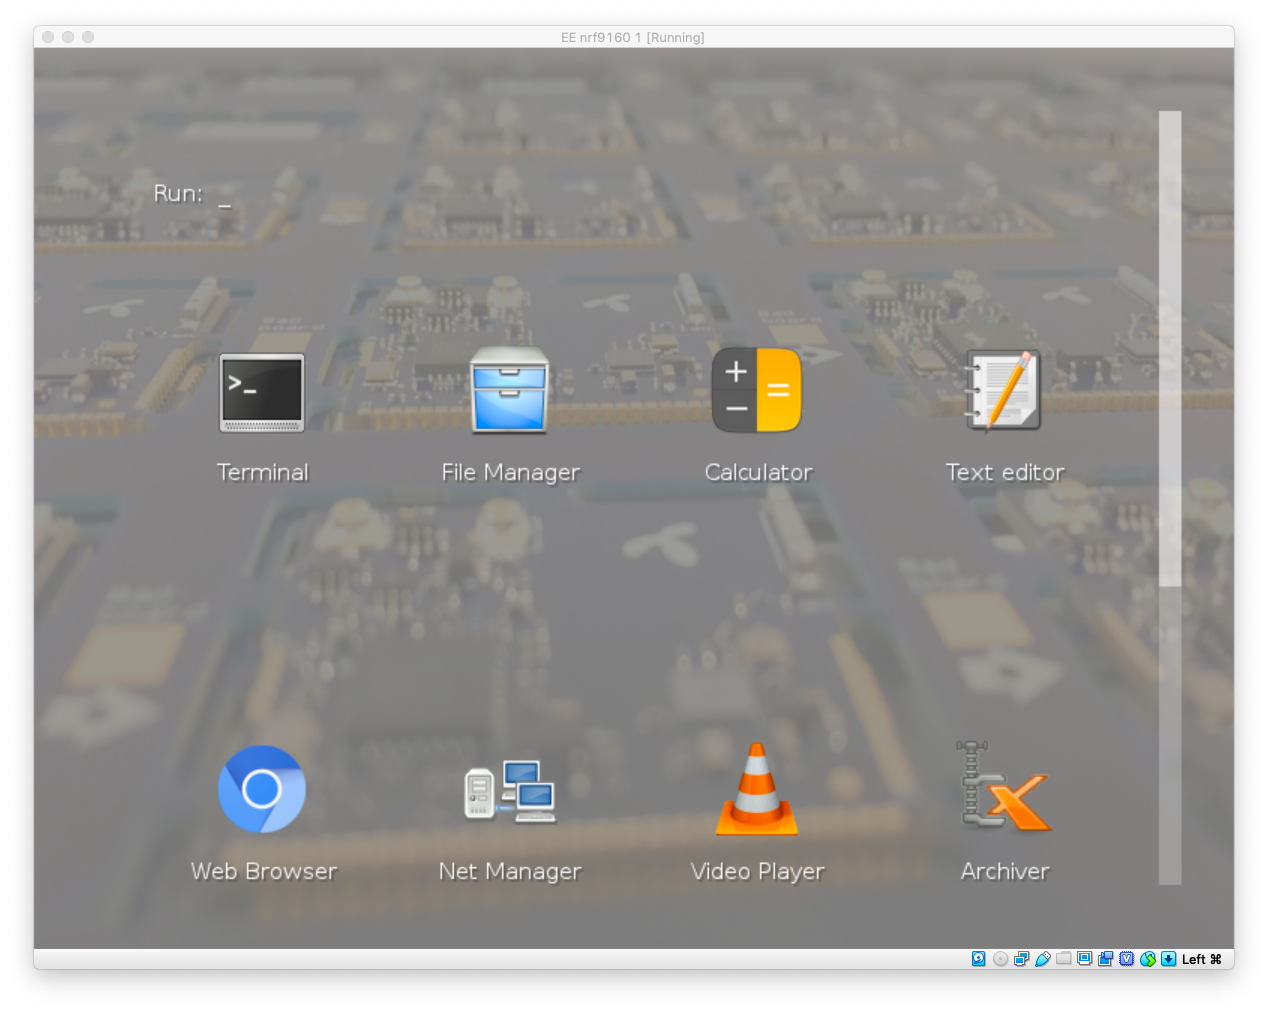 EE nrf9160 1 [Running]
Run: _
>_
Terminal
File Manager
Calculator
Text editor
Web Browser
Net Manager
Video Player
Archiver
Left ⌘